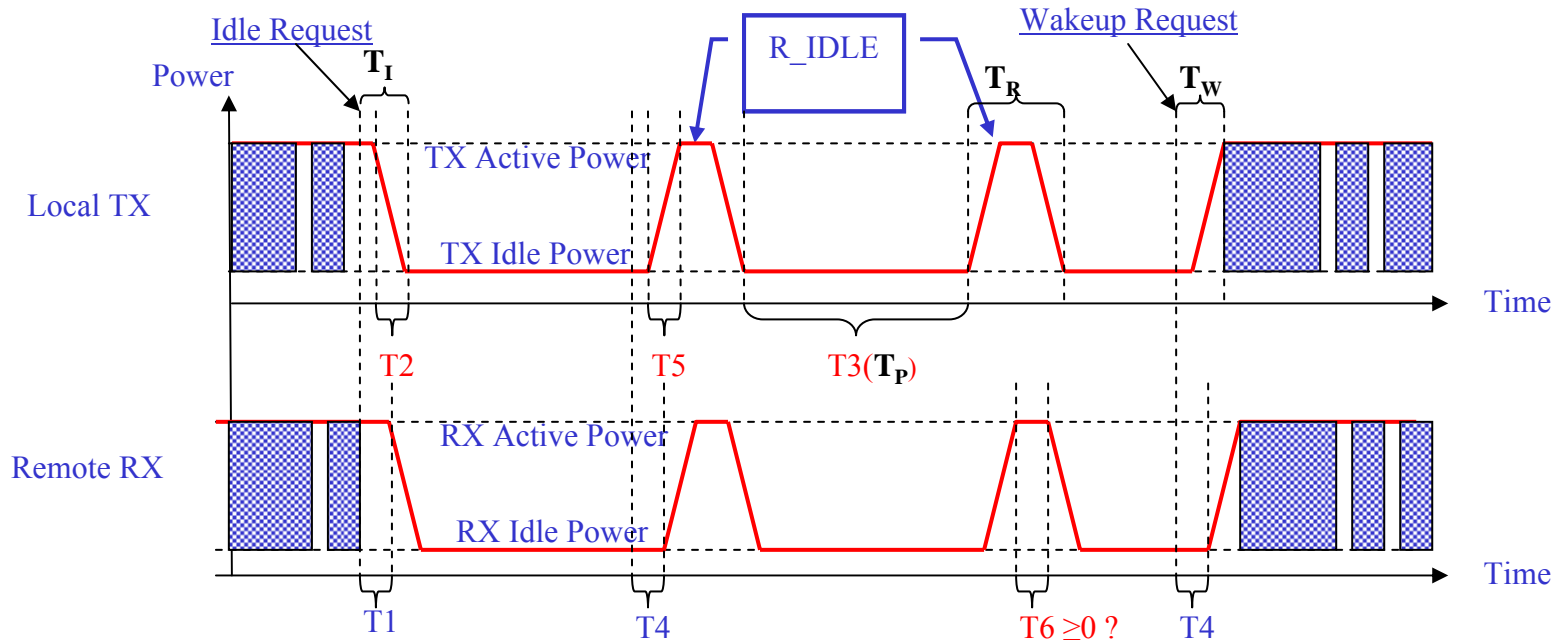 Idle Request
Wakeup Request
R_IDLE
T_I
T_R
T_W
Power
TX Active Power
Local TX
TX Idle Power
Time
T2
T5
T3(T_P)
RX Active Power
Remote RX
RX Idle Power
Time
T1
T4
T6 ≥0 ?
T4